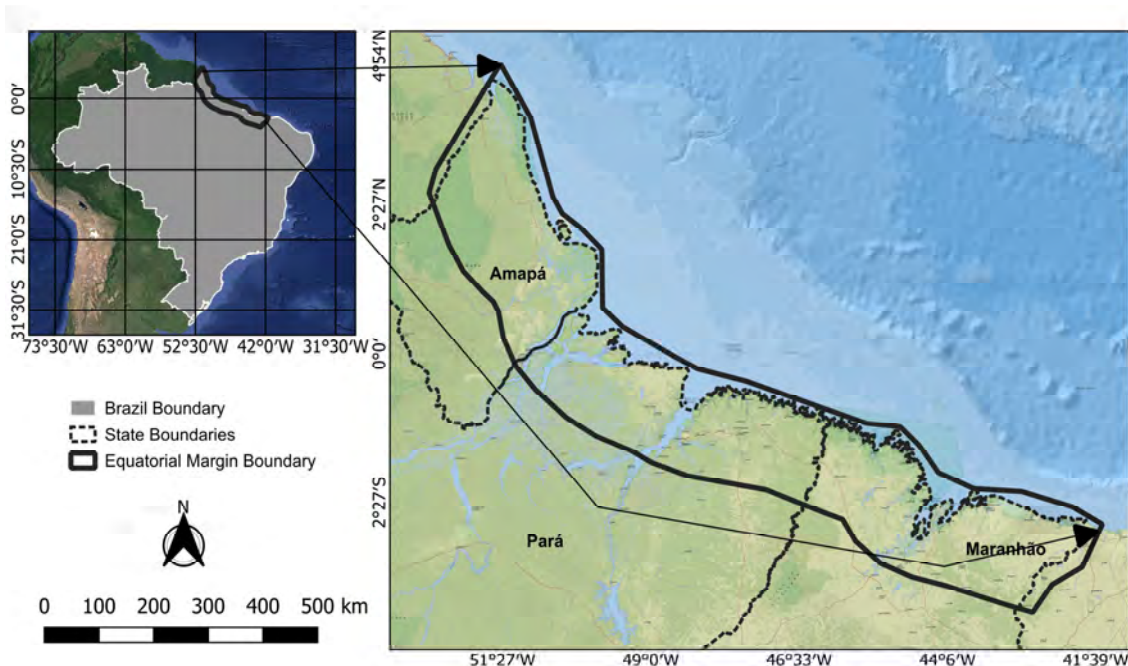 4°54'N
2°27'N
0°0'
2°27'S
0°0'
10°30'S
21°0'S
31°30'S
73°30'W 63°0'W 52°30'W 42°0'W 31°30'W
Amapá
Pará
Maranhão
Brazil Boundary
State Boundaries
Equatorial Margin Boundary
N
0 100 200 300 400 500 km
51°27'W 49°0'W 46°33'W 44°6'W 41°39'W